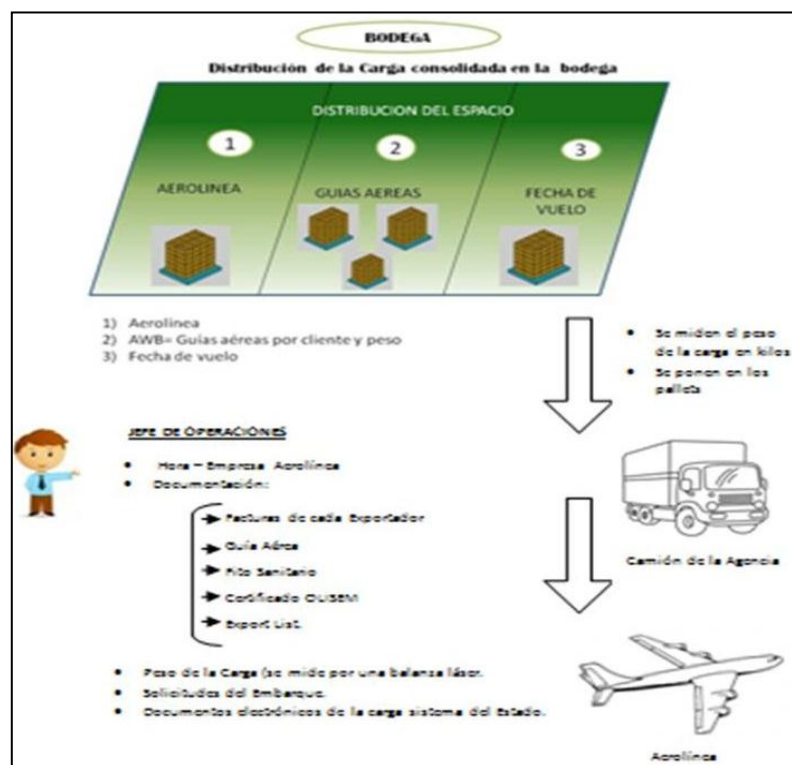 BODEGA
Distribución de la Carga consolidada en la bodega
DISTRIBUCION DEL ESPACIO
1
2
3
AEROLINEA
GUIAS AEREAS
FECHA DE
VUELO
1) Aerolínea
2) AWB= Guías aéreas por cliente y peso
3) Fecha de vuelo
• Se miden el peso
de la carga en kilos
• Se ponen en los
pallets
JEFE DE OPERACIÓNES
• Hora – Empresa Aerolínea
• Documentación:
Facturas de cada Exportador
Guía Aérea
Fito Sanitario
Certificado
Export List.
Camión de la Agencia
• Peso de la Carga (se mide por una balanza láser.
• Solicitudes del Embarque.
• Documentos electrónicos de la carga sistema del Estado.
Aerolínea